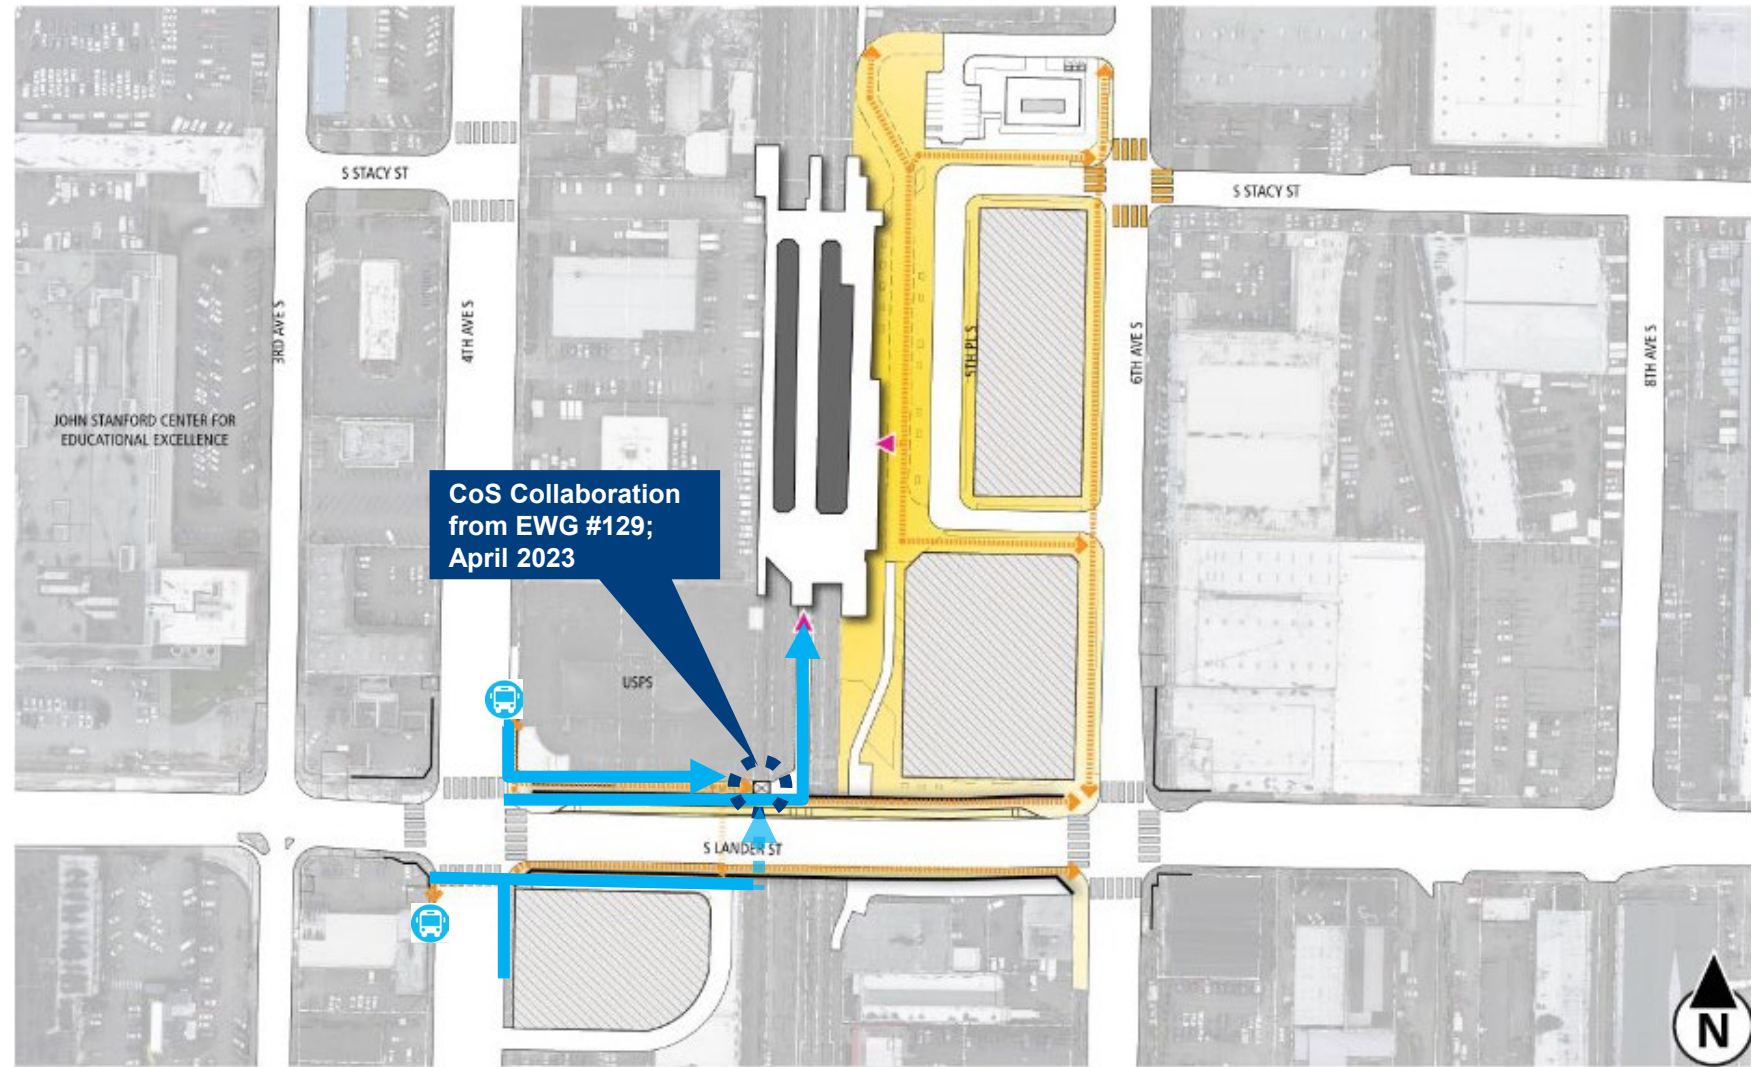 S STACY ST
S STACY ST
3RD AVE S
4TH AVE S
5TH PL S
6TH AVE S
8TH AVE S
JOHN STANFORD CENTER FOR
EDUCATIONAL EXCELLENCE
CoS Collaboration
from EWG #129;
April 2023
USPS
S LANDER ST
N